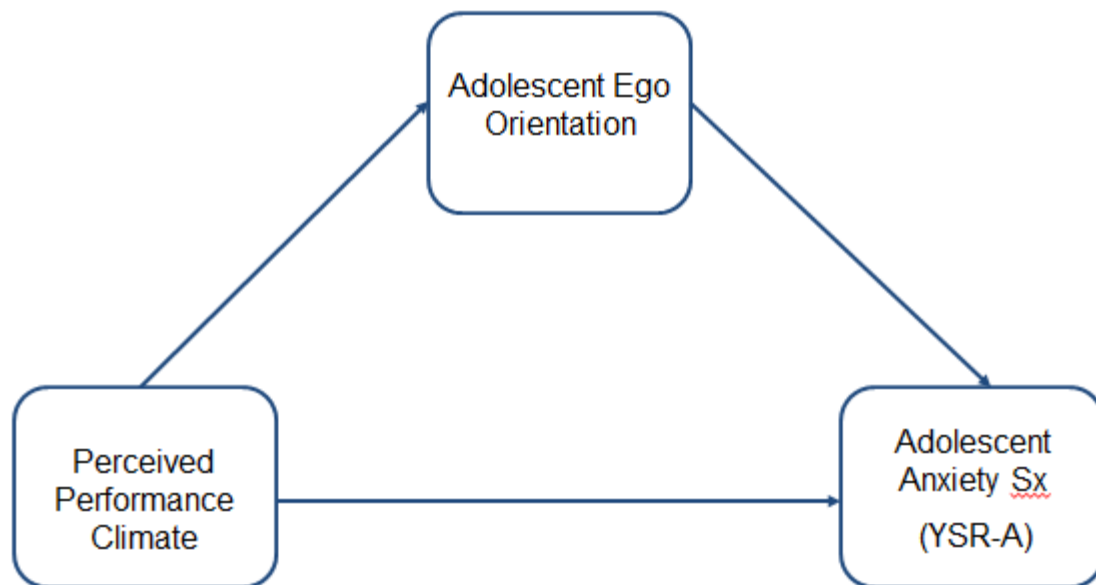 Adolescent Ego
Orientation
Perceived
Performance
Climate
Adolescent
Anxiety Sx
(YSR-A)